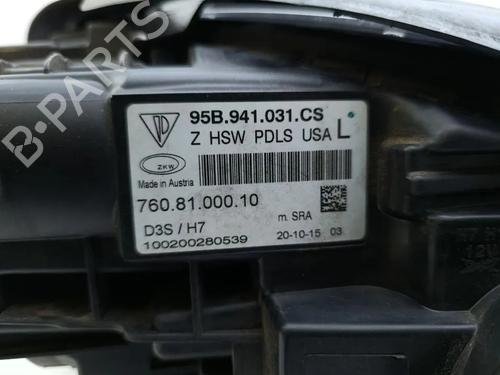 95B.941.031.CS
Z HSW PDLS USA L
ZKW
Made in Austria
760.81.000.10
D3S / H7
m. SRA
100200280539
20-10-15 03